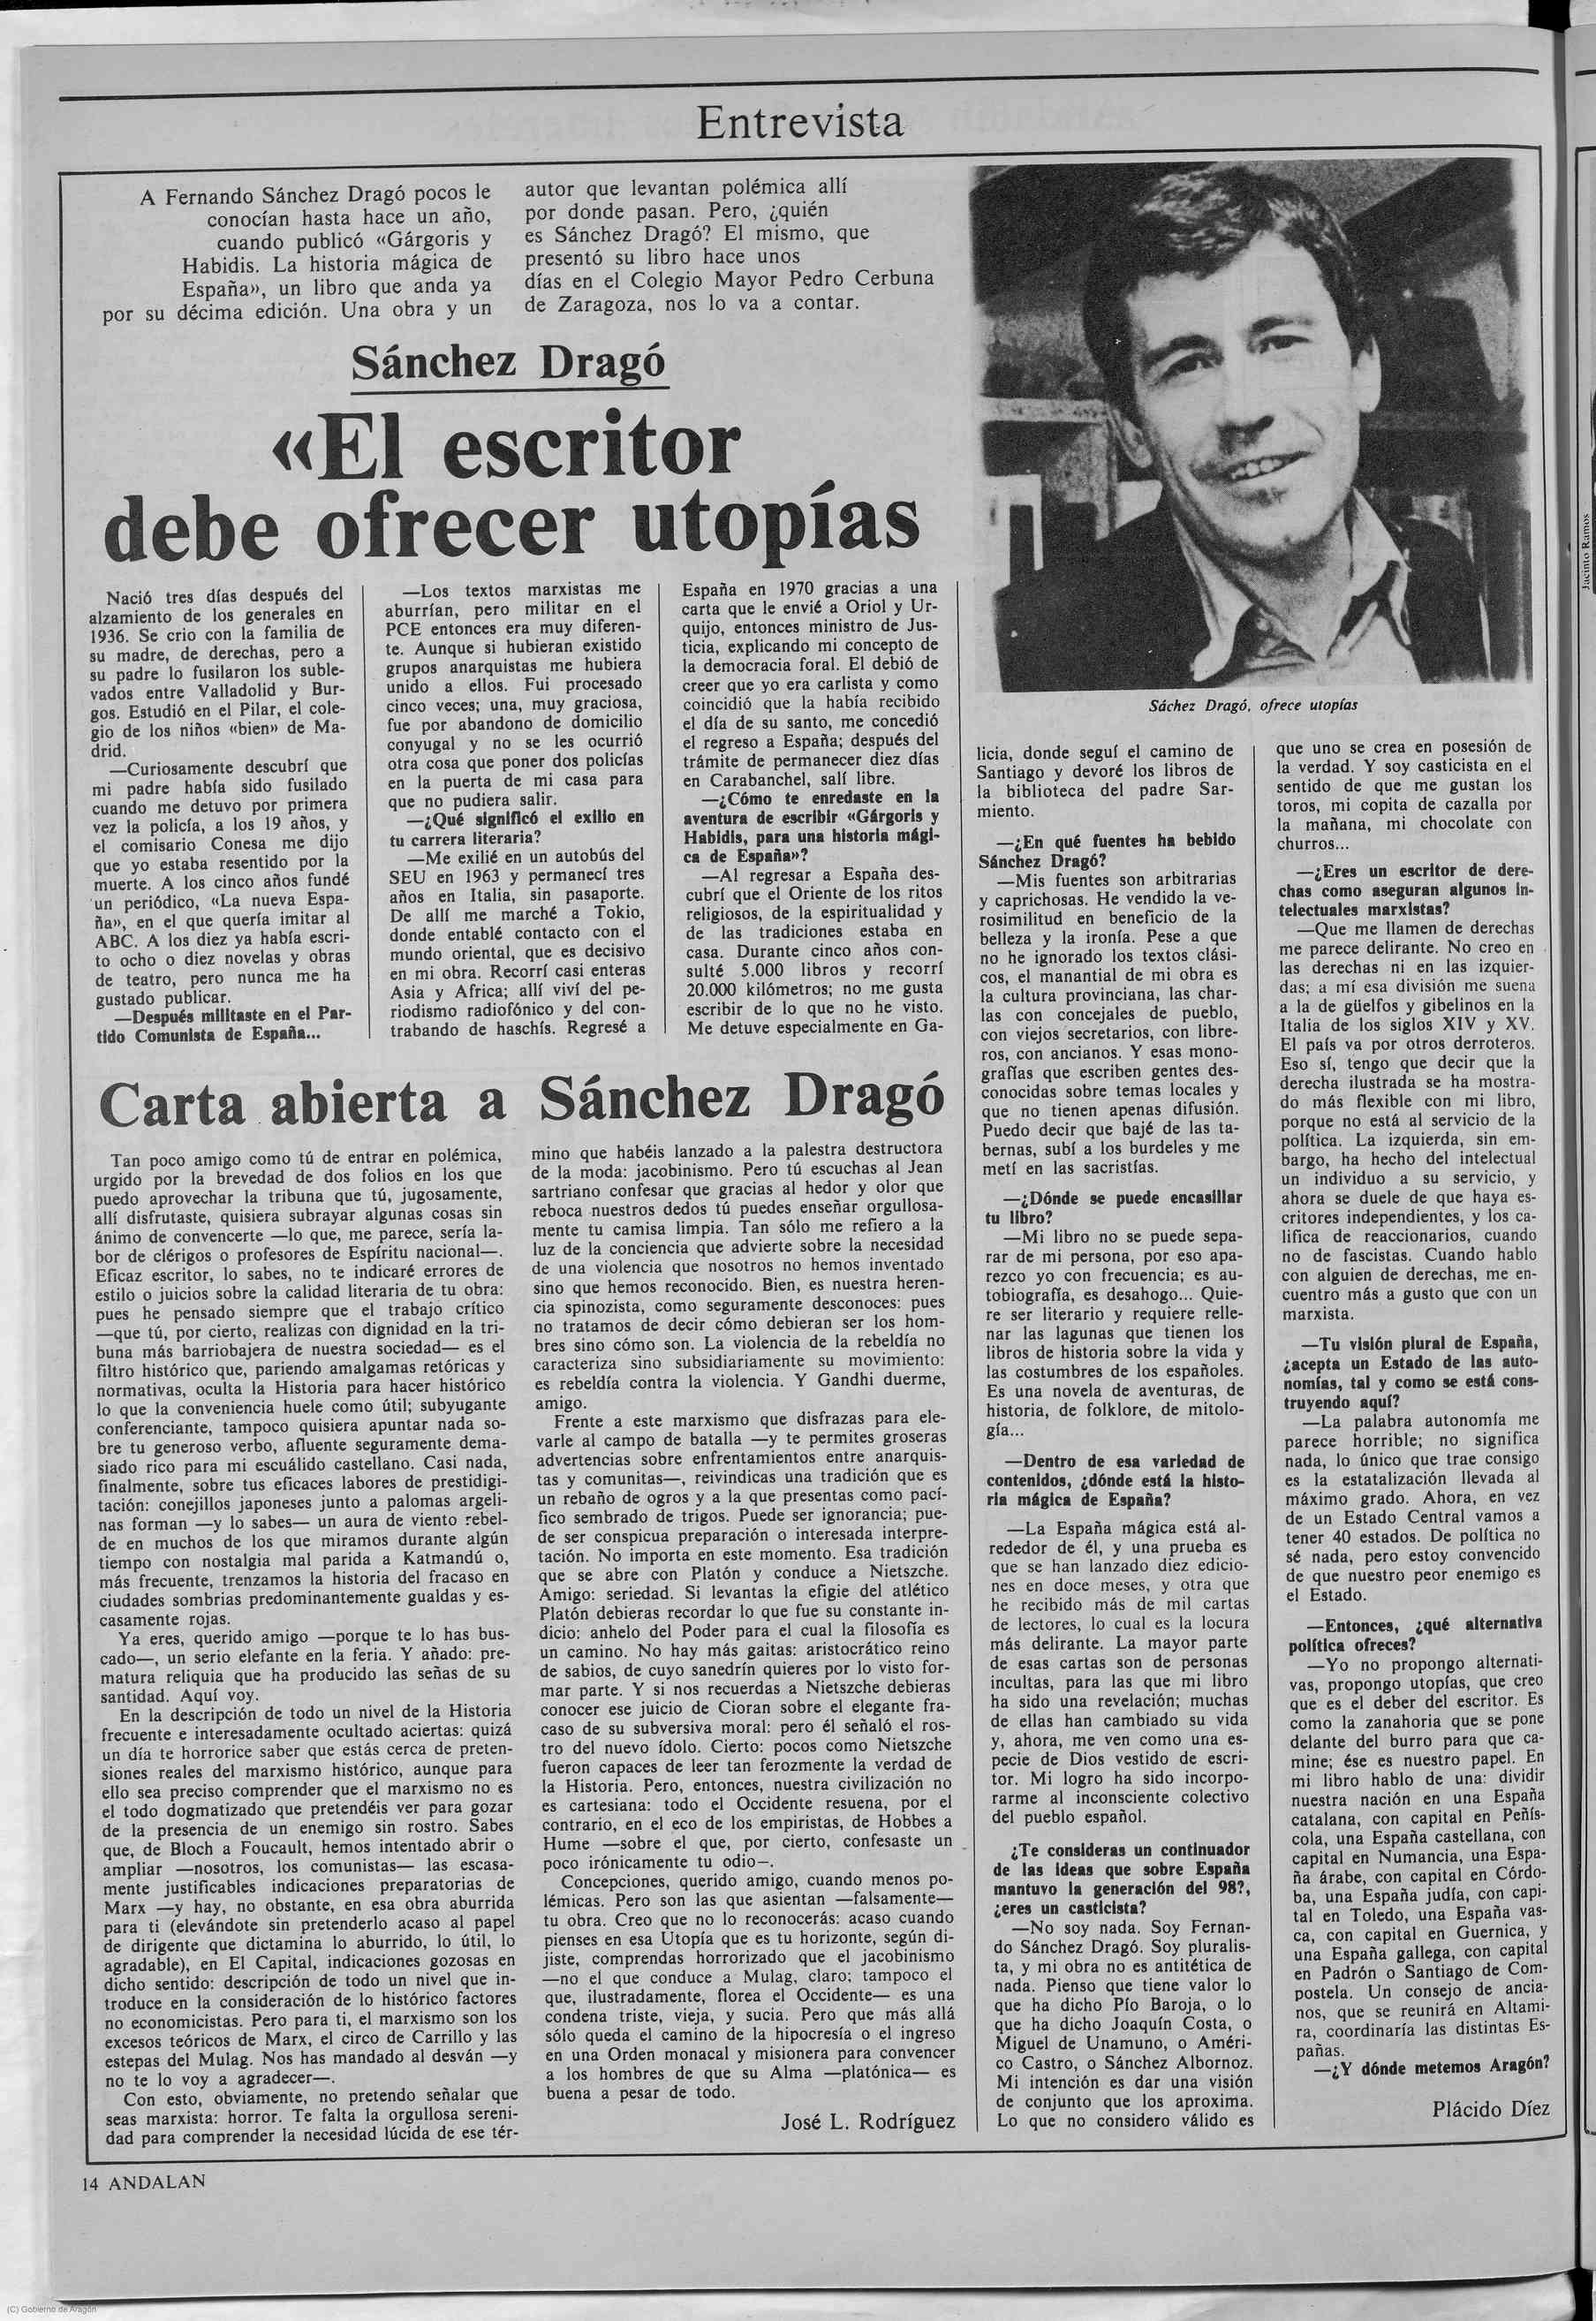 Entrevista
A Fernando Sánchez Dragó pocos le
conocían hasta hace un año,
cuando publicó «Gárgoris y
Habidis. La historia mágica de
España», un libro que anda ya
por su décima edición. Una obra y un
autor que levantan polémica allí
por donde pasan. Pero, ¿quién
es Sánchez Dragó? El mismo, que
presentó su libro hace unos
días en el Colegio Mayor Pedro Cerbuna
de Zaragoza, nos lo va a contar.
Sánchez Dragó
«El escritor
debe ofrecer utopías
Nació tres días después del
alzamiento de los generales en
1936. Se crio con la familia de
su madre, de derechas, pero a
su padre lo fusilaron los suble-
vados entre Valladolid y Bur-
gos. Estudió en el Pilar, el cole-
gio de los niños «bien» de Ma-
drid.
—Curiosamente descubrí que
mi padre había sido fusilado
cuando me detuvo por primera
vez la policía, a los 19 años, y
el comisario Conesa me dijo
que yo estaba resentido por la
muerte. A los cinco años fundé
un periódico, «La nueva Espa-
ña», en el que quería imitar al
ABC. A los diez ya había escri-
to ocho o diez novelas y obras
de teatro, pero nunca me ha
gustado publicar.
—Después militaste en el Par-
tido Comunista de España...
—Los textos marxistas me
aburrían, pero militar en el
PCE entonces era muy diferen-
te. Aunque si hubieran existido
grupos anarquistas me hubiera
unido a ellos. Fui procesado
cinco veces; una, muy graciosa,
fue por abandono de domicilio
conyugal y no se les ocurrió
otra cosa que poner dos policías
en la puerta de mi casa para
que no pudiera salir.
—¿Qué significó el exilio en
tu carrera literaria?
—Me exilié en un autobús del
SEU en 1963 y permanecí tres
años en Italia, sin pasaporte.
De allí me marché a Tokio,
donde entablé contacto con el
mundo oriental, que es decisivo
en mi obra. Recorrí casi enteras
Asia y Africa; allí viví del pe-
riodismo radiofónico y del con-
trabando de haschís. Regresé a
España en 1970 gracias a una
carta que le envié a Oriol y Ur-
quijo, entonces ministro de Jus-
ticia, explicando mi concepto de
la democracia foral. El debió de
creer que yo era carlista y como
coincidió que la había recibido
el día de su santo, me concedió
el regreso a España; después del
trámite de permanecer diez días
en Carabanchel, salí libre.
—¿Cómo te enredaste en la
aventura de escribir «Gárgoris y
Habidis, para una historia mági-
ca de España»?
—Al regresar a España des-
cubrí que el Oriente de los ritos
religiosos, de la espiritualidad y
de las tradiciones estaba en
casa. Durante cinco años con-
sulté 5.000 libros y recorrí
20.000 kilómetros; no me gusta
escribir de lo que no he visto.
Me detuve especialmente en Ga-
Sáchez Dragó, ofrece utopías
licia, donde seguí el camino de
Santiago y devoré los libros de
la biblioteca del padre Sar-
miento.
—¿En qué fuentes ha bebido
Sánchez Dragó?
—Mis fuentes son arbitrarias
y caprichosas. He vendido la ve-
rosimilitud en beneficio de la
belleza y la ironía. Pese a que
no he ignorado los textos clási-
cos, el manantial de mi obra es
la cultura provinciana, las char-
las con concejales de pueblo,
con viejos secretarios, con libre-
ros, con ancianos. Y esas mono-
grafías que escriben gentes des-
conocidas sobre temas locales y
que no tienen apenas difusión.
Puedo decir que bajé de las ta-
bernas, subí a los burdeles y me
metí en las sacristías.
—¿Dónde se puede encasillar
tu libro?
—Mi libro no se puede sepa-
rar de mi persona, por eso apa-
rezco yo con frecuencia; es au-
tobiografía, es desahogo... Quie-
re ser literario y requiere relle-
nar las lagunas que tienen los
libros de historia sobre la vida y
las costumbres de los españoles.
Es una novela de aventuras, de
historia, de folklore, de mitolo-
gía...
—Dentro de esa variedad de
contenidos, ¿dónde está la histo-
ria mágica de España?
—La España mágica está al-
rededor de él, y una prueba es
que se han lanzado diez edicio-
nes en doce meses, y otra que
he recibido más de mil cartas
de lectores, lo cual es la locura
más delirante. La mayor parte
de esas cartas son de personas
incultas, para las que mi libro
ha sido una revelación; muchas
de ellas han cambiado su vida
y, ahora, me ven como una es-
pecie de Dios vestido de escri-
tor. Mi logro ha sido incorpo-
rarme al inconsciente colectivo
del pueblo español.
¿Te consideras un continuador
de las ideas que sobre España
mantuvo la generación del 98?,
¿eres un casticista?
—No soy nada. Soy Fernan-
do Sánchez Dragó. Soy pluralis-
ta, y mi obra no es antitética de
nada. Pienso que tiene valor lo
que ha dicho Pío Baroja, o lo
que ha dicho Joaquín Costa, o
Miguel de Unamuno, o Améri-
co Castro, o Sánchez Albornoz.
Mi intención es dar una visión
de conjunto que los aproxima.
Lo que no considero válido es
que uno se crea en posesión de
la verdad. Y soy casticista en el
sentido de que me gustan los
toros, mi copita de cazalla por
la mañana, mi chocolate con
churros...
—¿Eres un escritor de dere-
chas como aseguran algunos in-
telectuales marxistas?
—Que me llamen de derechas
me parece delirante. No creo en
las derechas ni en las izquier-
das; a mí esa división me suena
a la de güelfos y gibelinos en la
Italia de los siglos XIV y XV.
El país va por otros derroteros.
Eso sí, tengo que decir que la
derecha ilustrada se ha mostra-
do más flexible con mi libro,
porque no está al servicio de la
política. La izquierda, sin em-
bargo, ha hecho del intelectual
un individuo a su servicio, y
ahora se duele de que haya es-
critores independientes, y los ca-
lifica de reaccionarios, cuando
no de fascistas. Cuando hablo
con alguien de derechas, me en-
cuentro más a gusto que con un
marxista.
—Tu visión plural de España,
¿acepta un Estado de las auto-
nomías, tal y como se está cons-
truyendo aquí?
—La palabra autonomía me
parece horrible; no significa
nada, lo único que trae consigo
es la estatalización llevada al
máximo grado. Ahora, en vez
de un Estado Central vamos a
tener 40 estados. De política no
sé nada, pero estoy convencido
de que nuestro peor enemigo es
el Estado.
—Entonces, ¿qué alternativa
política ofreces?
—Yo no propongo alternati-
vas, propongo utopías, que creo
que es el deber del escritor. Es
como la zanahoria que se pone
delante del burro para que ca-
mine; ése es nuestro papel. En
mi libro hablo de una: dividir
nuestra nación en una España
catalana, con capital en Peñís-
cola, una España castellana, con
capital en Numancia, una Espa-
ña árabe, con capital en Córdo-
ba, una España judía, con capi-
tal en Toledo, una España vas-
ca, con capital en Guernica, y
una España gallega, con capital
en Padrón o Santiago de Com-
postela. Un consejo de ancia-
nos, que se reunirá en Altami-
ra, coordinaría las distintas Es-
pañas.
—¿Y dónde metemos Aragón?
Plácido Díez
Carta abierta a Sánchez Dragó
Tan poco amigo como tú de entrar en polémica,
urgido por la brevedad de dos folios en los que
puedo aprovechar la tribuna que tú, jugosamente,
allí disfrutaste, quisiera subrayar algunas cosas sin
ánimo de convencerte —lo que, me parece, sería la-
bor de clérigos o profesores de Espíritu nacional—.
Eficaz escritor, lo sabes, no te indicaré errores de
estilo o juicios sobre la calidad literaria de tu obra:
pues he pensado siempre que el trabajo crítico
—que tú, por cierto, realizas con dignidad en la tri-
buna más barriobajera de nuestra sociedad— es el
filtro histórico que, pariendo amalgamas retóricas y
normativas, oculta la Historia para hacer histórico
lo que la conveniencia huele como útil; subyugante
conferenciante, tampoco quisiera apuntar nada so-
bre tu generoso verbo, afluente seguramente dema-
siado rico para mi escuálido castellano. Casi nada,
finalmente, sobre tus eficaces labores de prestidigi-
tación: conejillos japoneses junto a palomas argeli-
nas forman —y lo sabes— un aura de viento rebel-
de en muchos de los que miramos durante algún
tiempo con nostalgia mal parida a Katmandú o,
más frecuente, trenzamos la historia del fracaso en
ciudades sombrias predominantemente gualdas y es-
casamente rojas.
Ya eres, querido amigo —porque te lo has bus-
cado—, un serio elefante en la feria. Y añado: pre-
matura reliquia que ha producido las señas de su
santidad. Aquí voy.
En la descripción de todo un nivel de la Historia
frecuente e interesadamente ocultado aciertas: quizá
un día te horrorice saber que estás cerca de preten-
siones reales del marxismo histórico, aunque para
ello sea preciso comprender que el marxismo no es
el todo dogmatizado que pretendéis ver para gozar
de la presencia de un enemigo sin rostro. Sabes
que, de Bloch a Foucault, hemos intentado abrir o
ampliar —nosotros, los comunistas— las escasa-
mente justificables indicaciones preparatorias de
Marx —y hay, no obstante, en esa obra aburrida
para ti (elevándote sin pretenderlo acaso al papel
de dirigente que dictamina lo aburrido, lo útil, lo
agradable), en El Capital, indicaciones gozosas en
dicho sentido: descripción de todo un nivel que in-
troduce en la consideración de lo histórico factores
no economicistas. Pero para ti, el marxismo son los
excesos teóricos de Marx, el circo de Carrillo y las
estepas del Mulag. Nos has mandado al desván —y
no te lo voy a agradecer—.
Con esto, obviamente, no pretendo señalar que
seas marxista: horror. Te falta la orgullosa sereni-
dad para comprender la necesidad lúcida de ese tér-
mino que habéis lanzado a la palestra destructora
de la moda: jacobinismo. Pero tú escuchas al Jean
sartriano confesar que gracias al hedor y olor que
reboca nuestros dedos tú puedes enseñar orgullosa-
mente tu camisa limpia. Tan sólo me refiero a la
luz de la conciencia que advierte sobre la necesidad
de una violencia que nosotros no hemos inventado
sino que hemos reconocido. Bien, es nuestra heren-
cia spinozista, como seguramente desconoces: pues
no tratamos de decir cómo debieran ser los hom-
bres sino cómo son. La violencia de la rebeldía no
caracteriza sino subsidiariamente su movimiento:
es rebeldía contra la violencia. Y Gandhi duerme,
amigo.
Frente a este marxismo que disfrazas para ele-
varle al campo de batalla —y te permites groseras
advertencias sobre enfrentamientos entre anarquis-
tas y comunitas—, reivindicas una tradición que es
un rebaño de ogros y a la que presentas como pací-
fico sembrado de trigos. Puede ser ignorancia; pue-
de ser conspicua preparación o interesada interpre-
tación. No importa en este momento. Esa tradición
que se abre con Platón y conduce a Nietszche.
Amigo: seriedad. Si levantas la efigie del atlético
Platón debieras recordar lo que fue su constante in-
dicio: anhelo del Poder para el cual la filosofía es
un camino. No hay más gaitas: aristocrático reino
de sabios, de cuyo sanedrín quieres por lo visto for-
mar parte. Y si nos recuerdas a Nietszche debieras
conocer ese juicio de Cioran sobre el elegante fra-
caso de su subversiva moral: pero él señaló el ros-
tro del nuevo ídolo. Cierto: pocos como Nietszche
fueron capaces de leer tan ferozmente la verdad de
la Historia. Pero, entonces, nuestra civilización no
es cartesiana: todo el Occidente resuena, por el
contrario, en el eco de los empiristas, de Hobbes a
Hume —sobre el que, por cierto, confesaste un
poco irónicamente tu odio—.
Concepciones, querido amigo, cuando menos po-
lémicas. Pero son las que asientan —falsamente—
tu obra. Creo que no lo reconocerás: acaso cuando
pienses en esa Utopía que es tu horizonte, según di-
jiste, comprendas horrorizado que el jacobinismo
—no el que conduce a Mulag, claro; tampoco el
que, ilustradamente, florea el Occidente— es una
condena triste, vieja, y sucia. Pero que más allá
sólo queda el camino de la hipocresía o el ingreso
en una Orden monacal y misionera para convencer
a los hombres de que su Alma —platónica— es
buena a pesar de todo.
José L. Rodríguez
14 ANDALAN
Jacinto Ramos
(C) Gobierno de Aragón